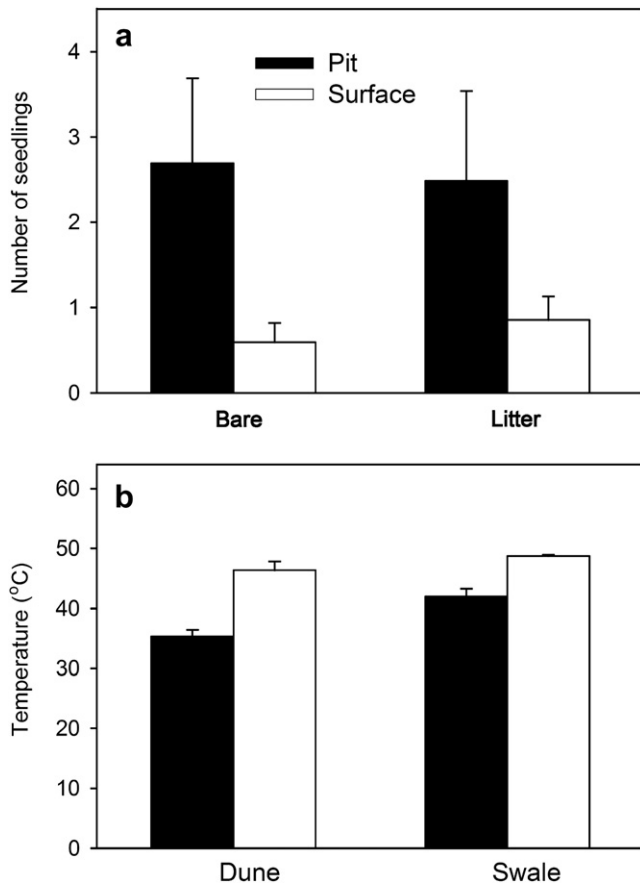 a
Pit
Surface
Number of seedlings
4
3
2
1
0
Bare Litter
b
Temperature (°C)
60
50
40
30
20
10
0
Dune Swale